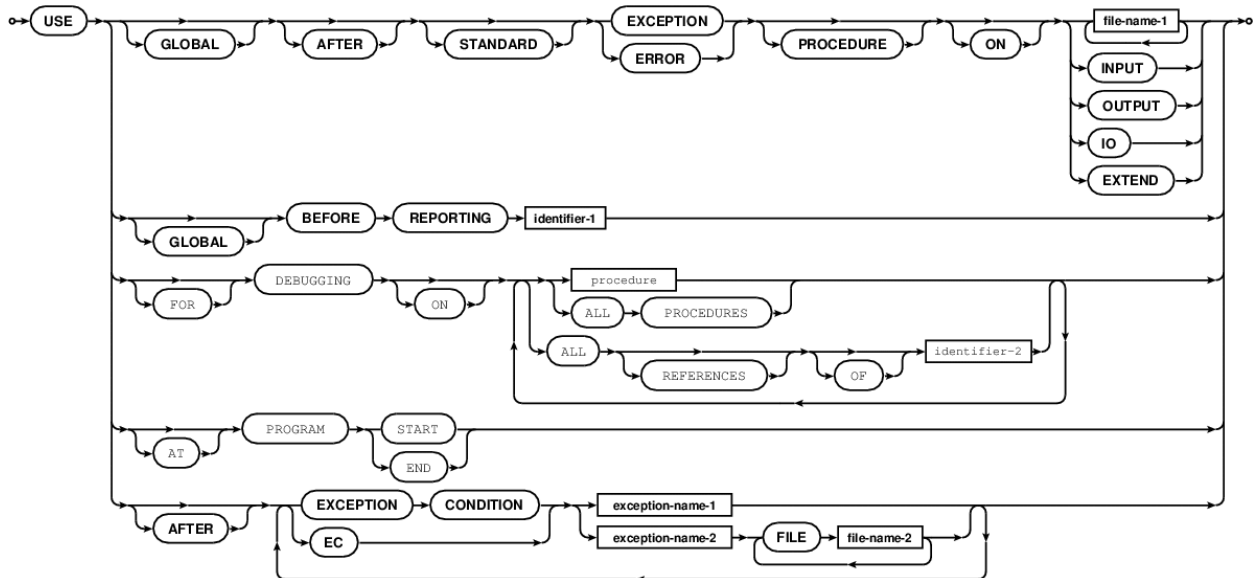 USE EXCEPTION file-name-1
GLOBAL AFTER STANDARD PROCEDURE ON
ERROR
INPUT
OUTPUT
IO
EXTEND
BEFORE REPORTING identifier-1
GLOBAL
DEBUGGING procedure
FOR ON ALL PROCEDURES
ALL identifier-2
REFERENCES OF
PROGRAM START
AT END
EXCEPTION CONDITION exception-name-1
AFTER EC exception-name-2 FILE file-name-2